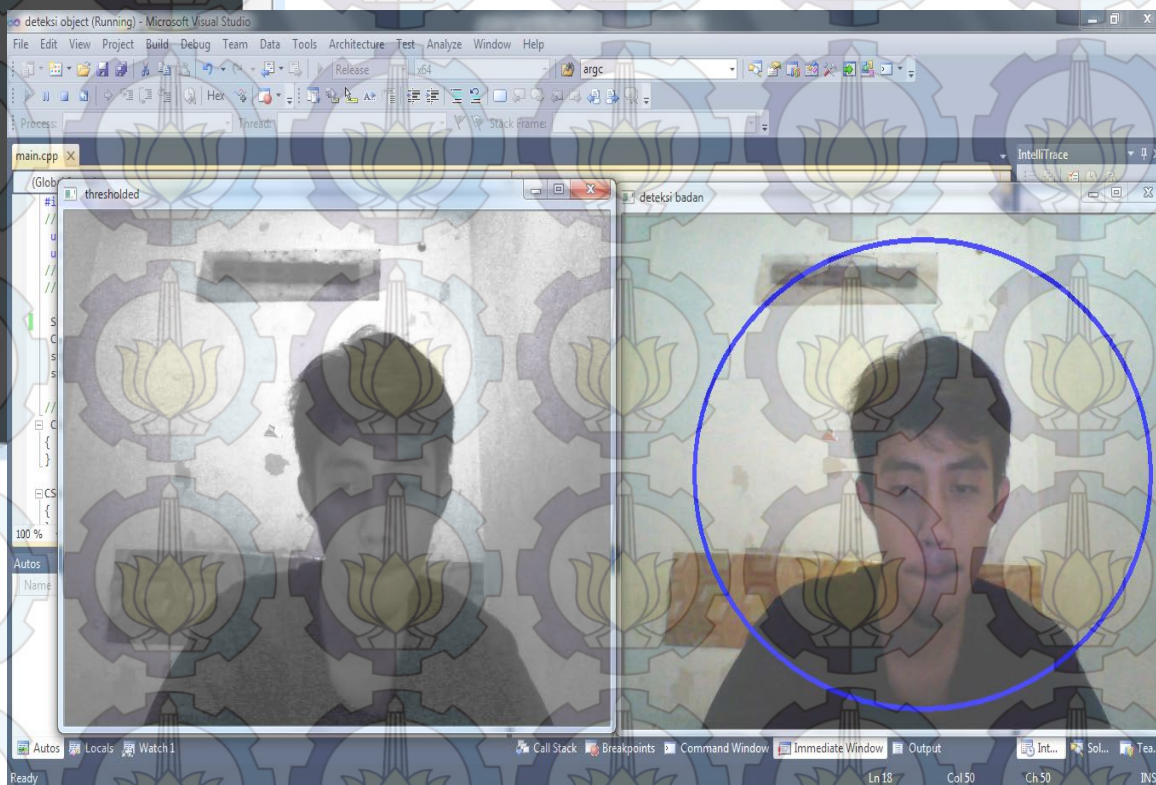 deteksi object (Running) - Microsoft Visual Studio
File Edit View Project Build Debug Team Data Tools Architecture Test Analyze Window Help
Release x64 argc
Hex
Process: Thread: Stack Frame:
main.cpp X IntelliTrace
thresholded
deteksi badan
(Glob
#i
//
u
u
//
//
S
C
s
s
//
C
{
}
CS
{
100 %
Autos
Name
Autos Locals Watch 1 Call Stack Breakpoints Command Window Immediate Window Output Int... Sol... Tea...
Ready Ln 18 Col 50 Ch 50 INS